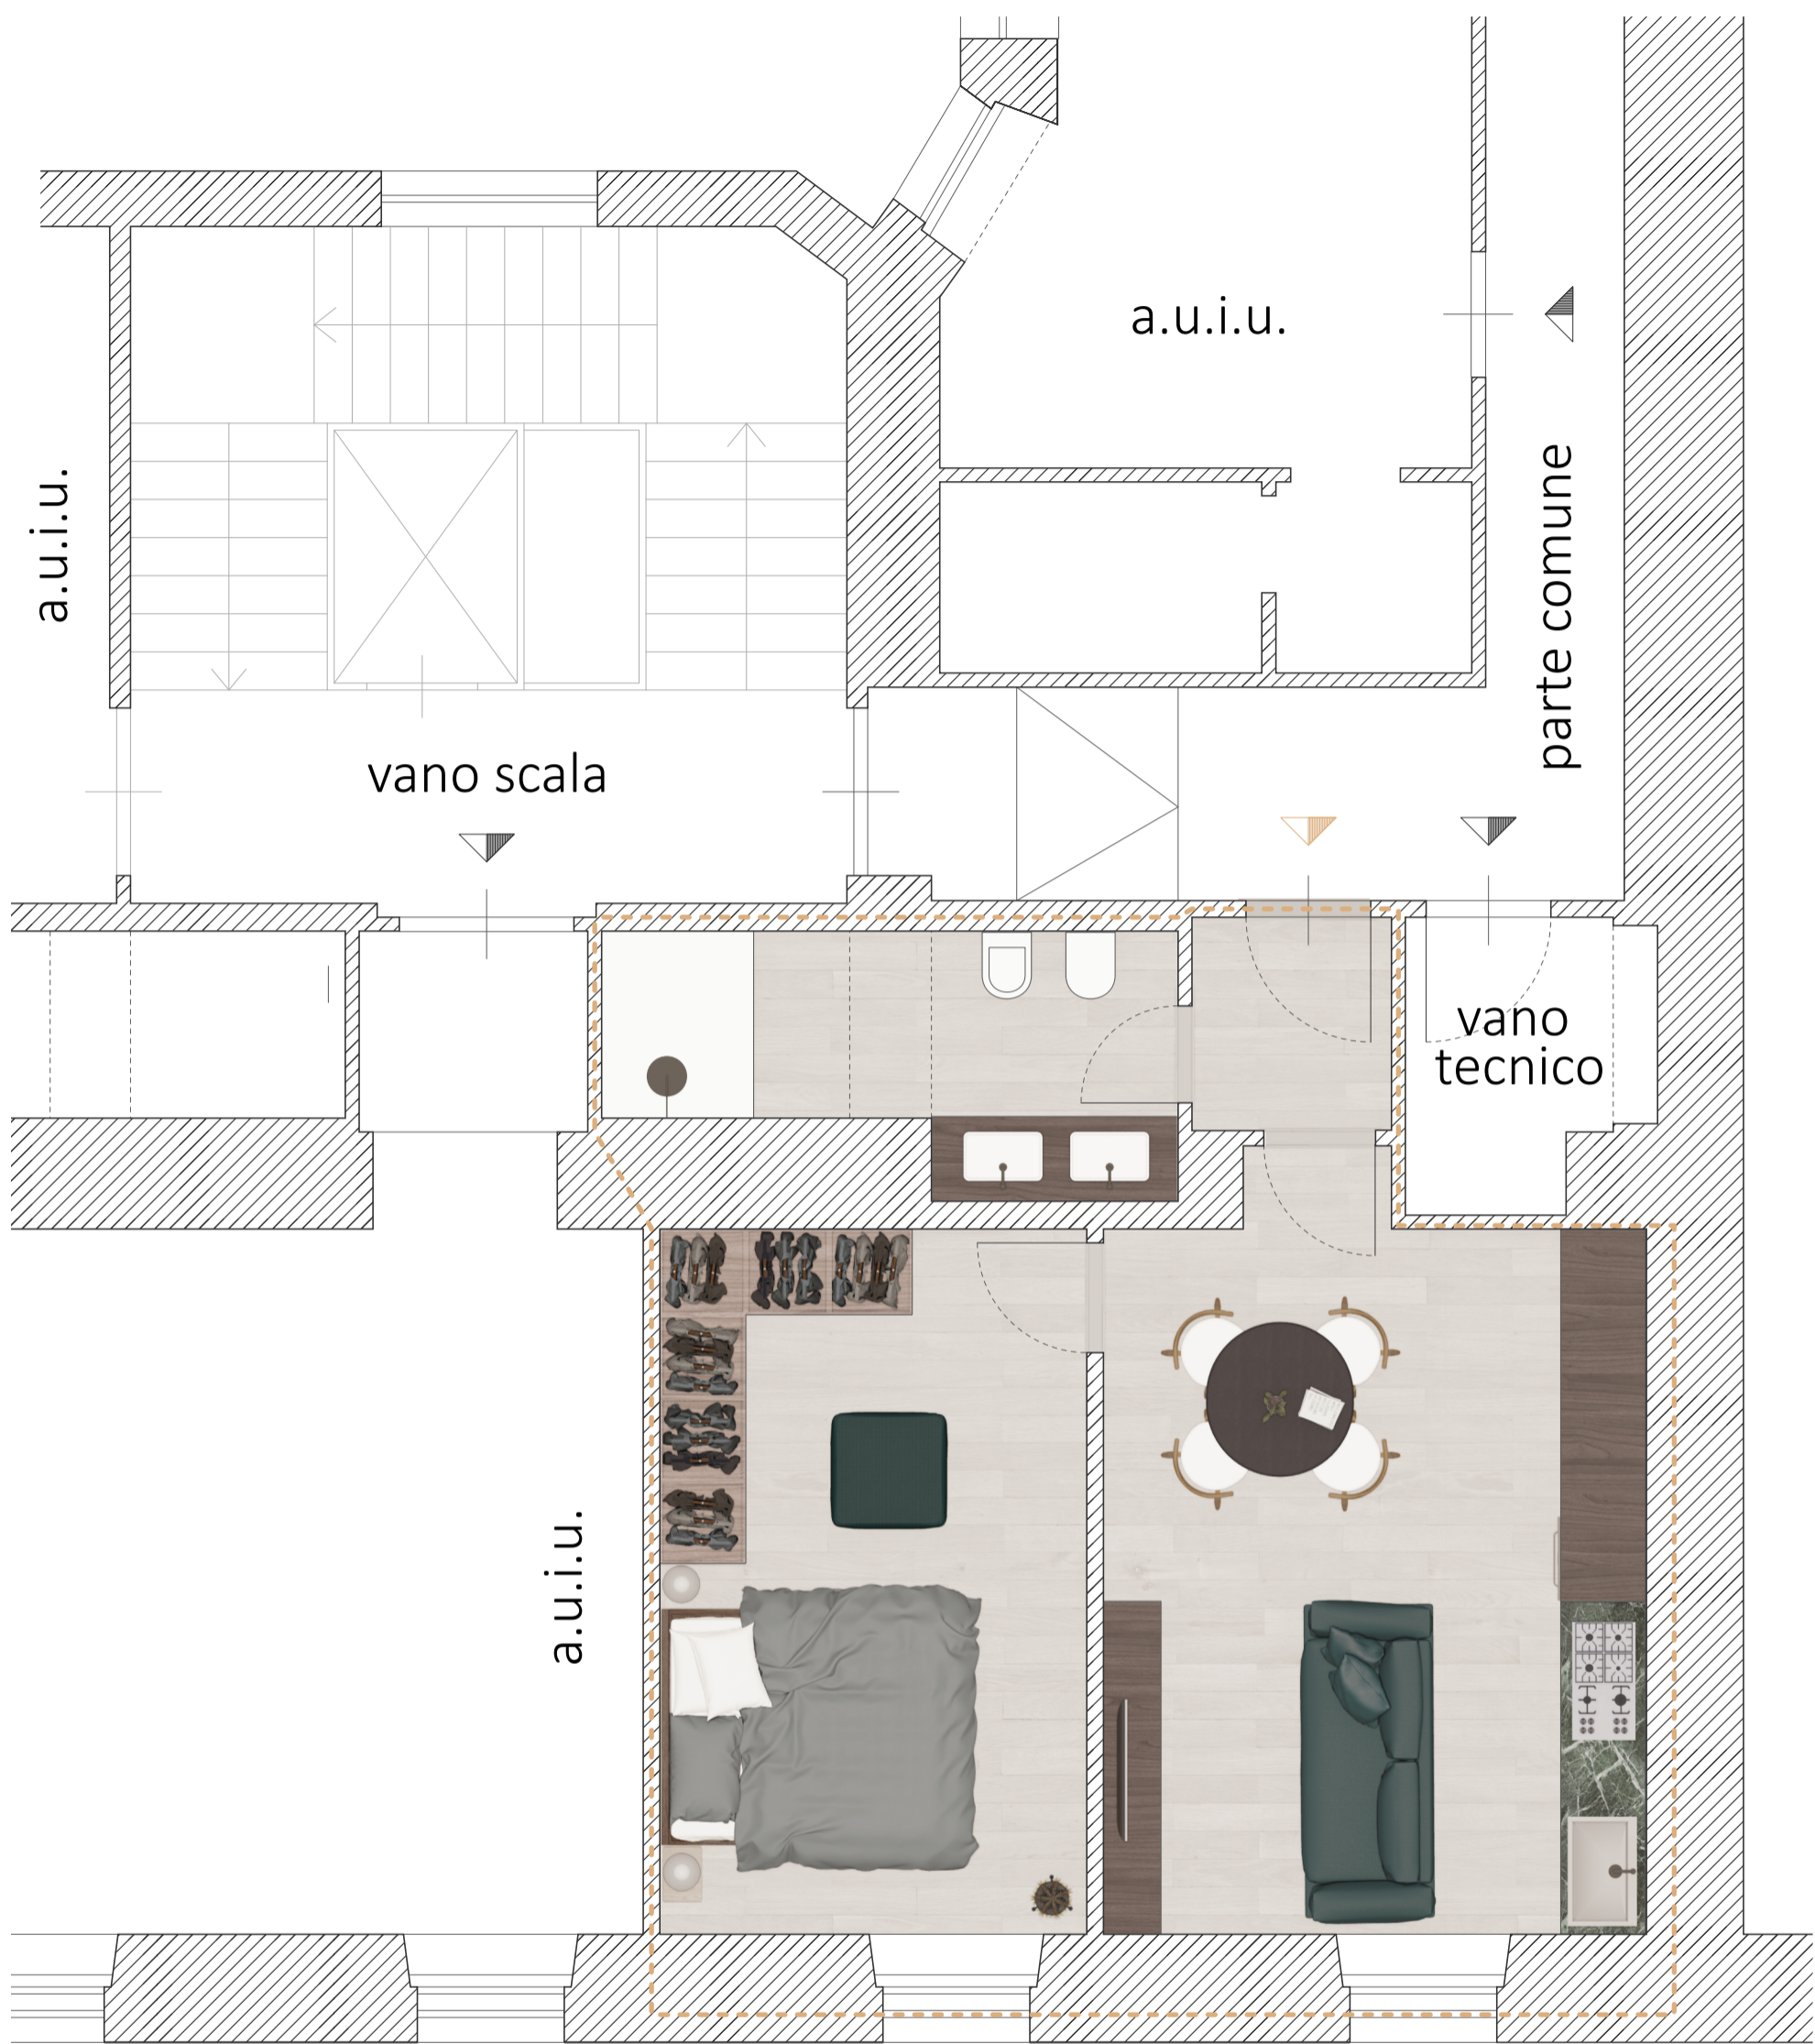 a.u.i.u.
a.u.i.u.
parte comune
vano scala
vano
tecnico
a.u.i.u.